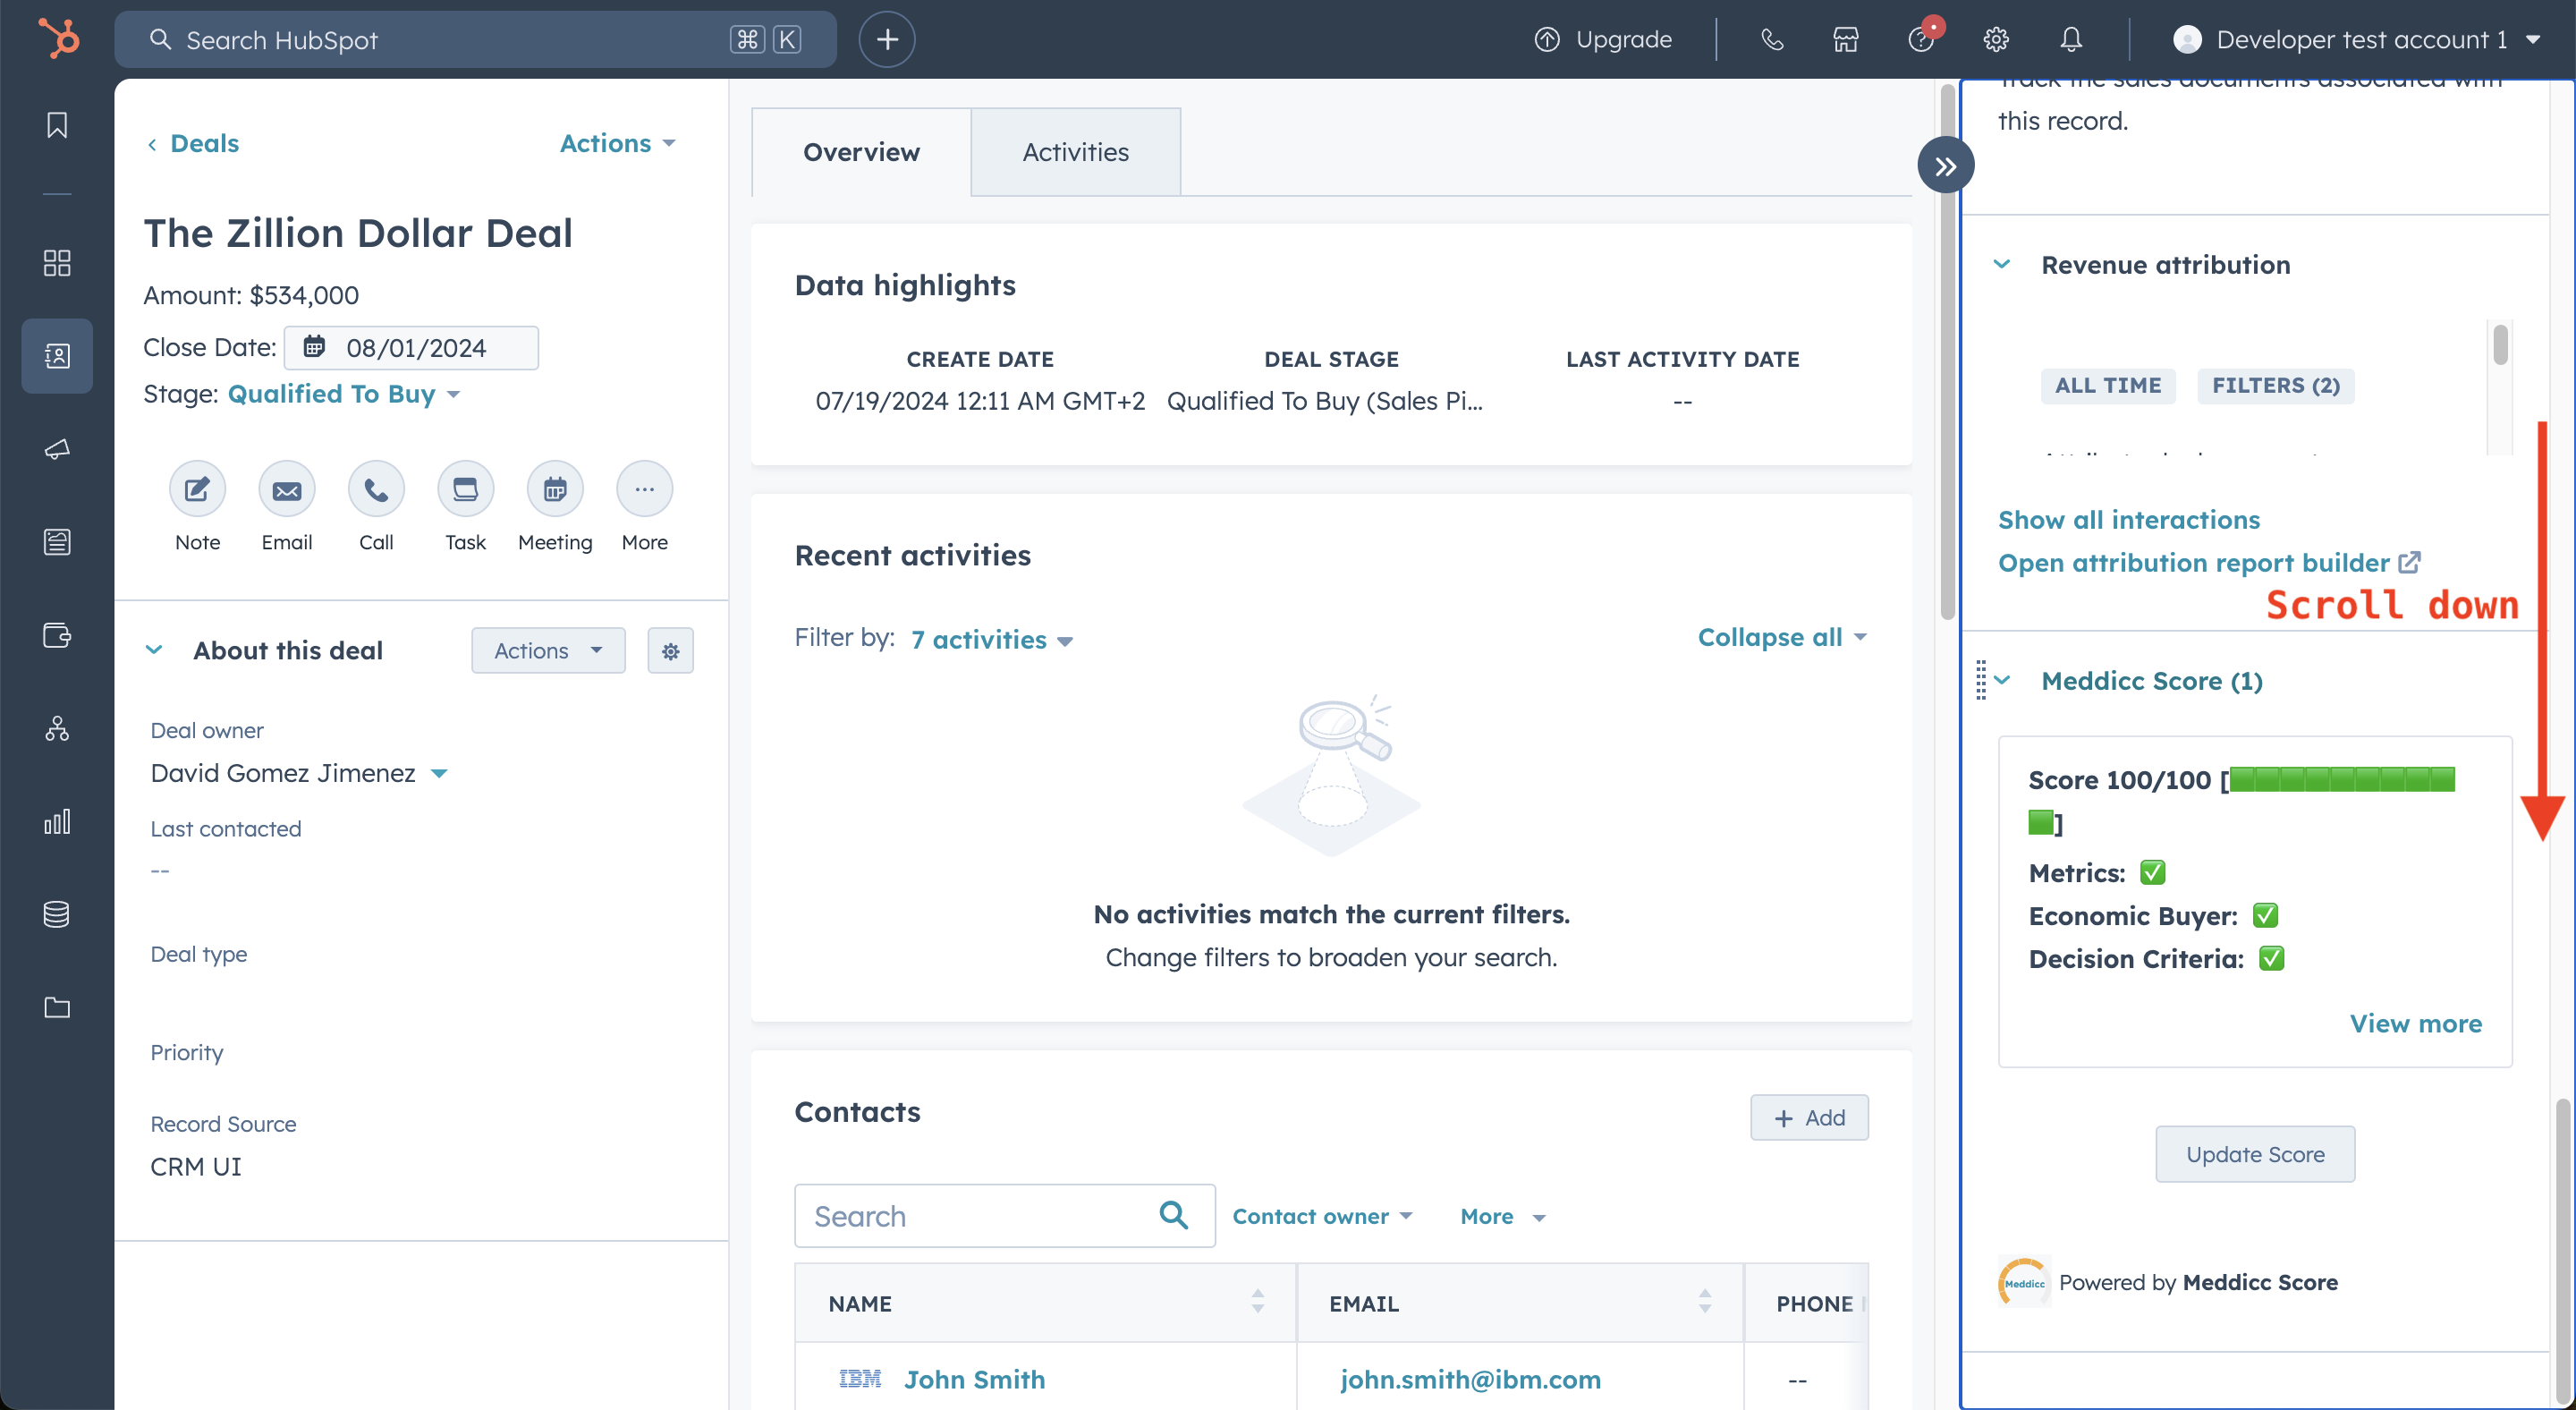 Search HubSpot
⌘ K
Upgrade
Developer test account 1
Deals
Actions
The Zillion Dollar Deal
Amount: $534,000
Close Date: 08/01/2024
Stage: Qualified To Buy
Note Email Call Task Meeting More
About this deal
Actions
Deal owner
David Gomez Jimenez
Last contacted
--
Deal type
Priority
Record Source
CRM UI
Overview
Activities
Data highlights
CREATE DATE DEAL STAGE LAST ACTIVITY DATE
07/19/2024 12:11 AM GMT+2 Qualified To Buy (Sales Pi... --
Recent activities
Filter by: 7 activities
Collapse all
No activities match the current filters.
Change filters to broaden your search.
Contacts
+ Add
Search
Contact owner
More
NAME EMAIL PHONE
IBM John Smith john.smith@ibm.com --
Track the sales documents associated with
this record.
Revenue attribution
ALL TIME FILTERS (2)
Show all interactions
Open attribution report builder
Scroll down
Meddicc Score (1)
Score 100/100 [🟩🟩🟩🟩🟩🟩🟩🟩🟩
🟩]
Metrics: ✅
Economic Buyer: ✅
Decision Criteria: ✅
View more
Update Score
Meddicc
Powered by Meddicc Score